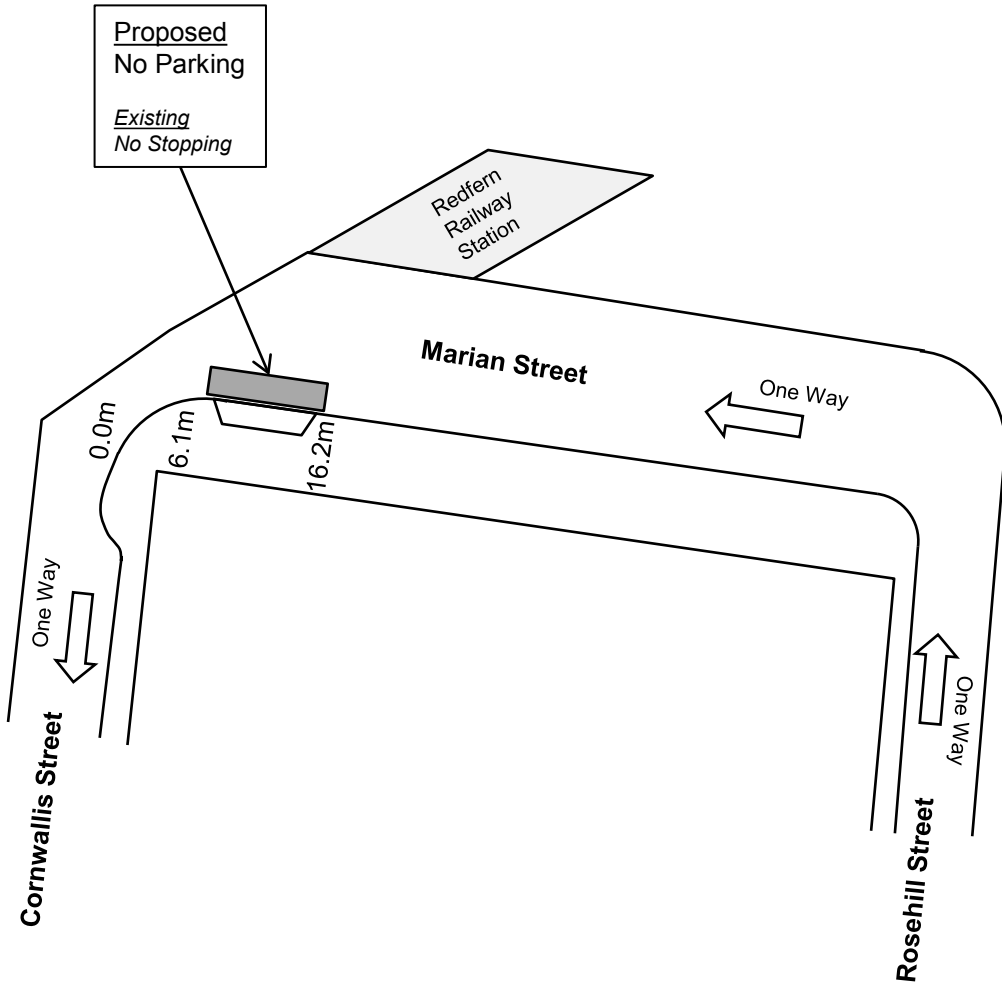 Proposed
No Parking
Existing
No Stopping
Redfern
Railway
Station
Marian Street
One Way
0.0m
6.1m
16.2m
One Way
One Way
Cornwallis Street
Rosehill Street